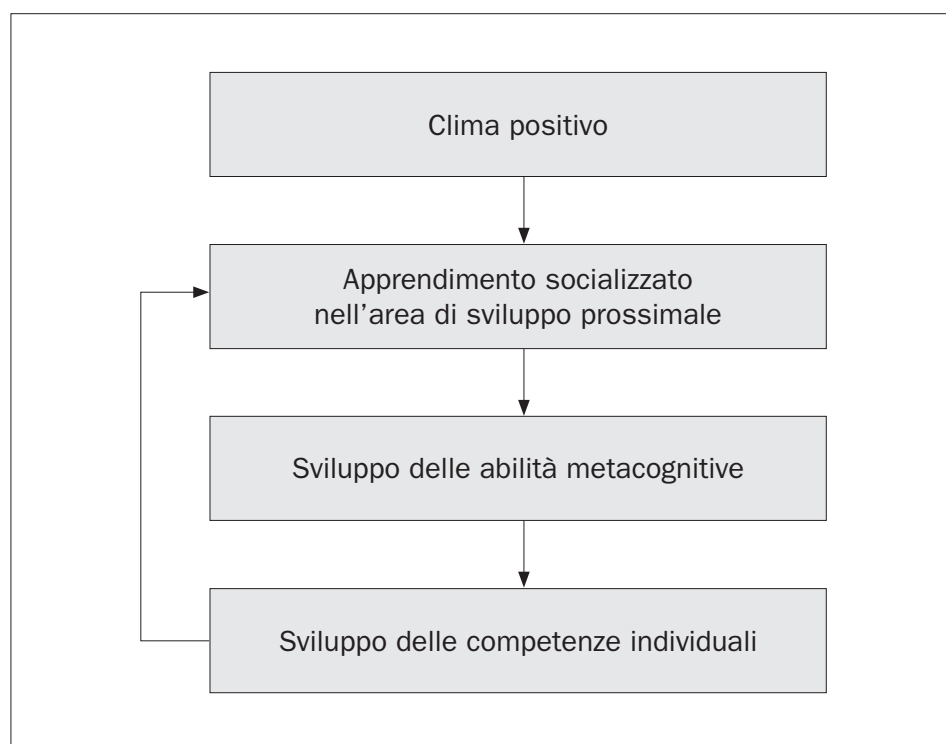 Clima positivo
Apprendimento socializzato
nell’area di sviluppo prossimale
Sviluppo delle abilità metacognitive
Sviluppo delle competenze individuali